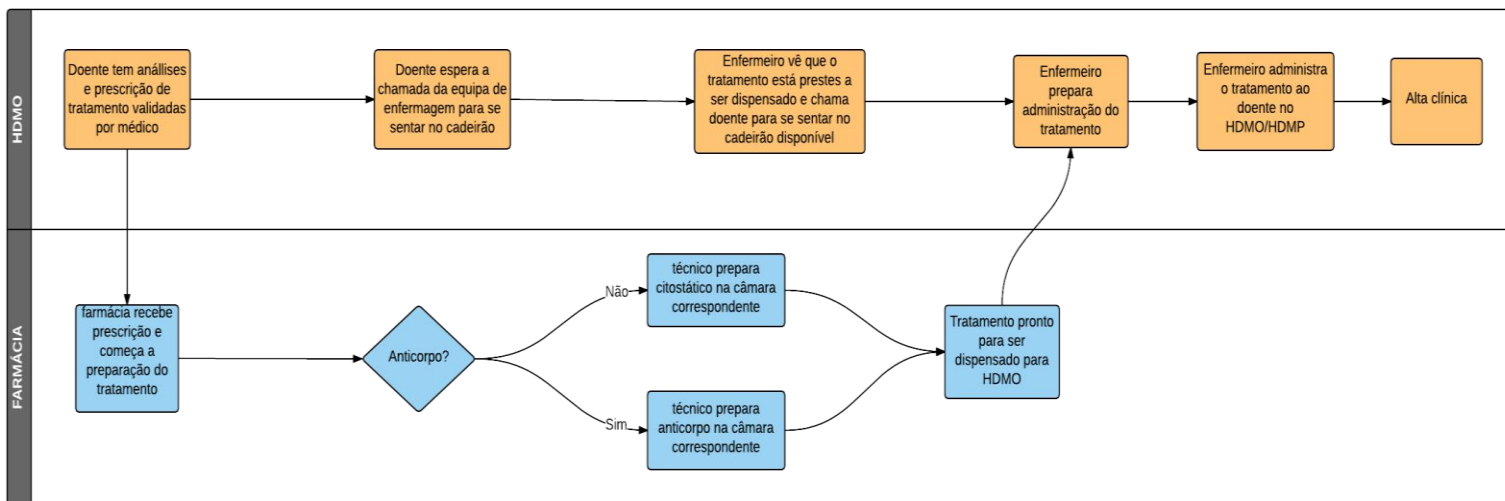 HDMO
Doente tem anállises
e prescrição de
tratamento validadas
por médico
Doente espera a
chamada da equipa de
enfermagem para se
sentar no cadeirão
Enfermeiro vê que o
tratamento está prestes a
ser dispensado e chama
doente para se sentar no
cadeirão disponível
Enfermeiro
prepara
administração do
tratamento
Enfermeiro administra
o tratamento ao
doente no
HDMO/HDMP
Alta clínica
FARMÁCIA
farmácia recebe
prescrição e
começa a
preparação do
tratamento
Anticorpo?
Não
técnico prepara
citostático na câmara
correspondente
Sim
técnico prepara
anticorpo na câmara
correspondente
Tratamento pronto
para ser
dispensado para
HDMO